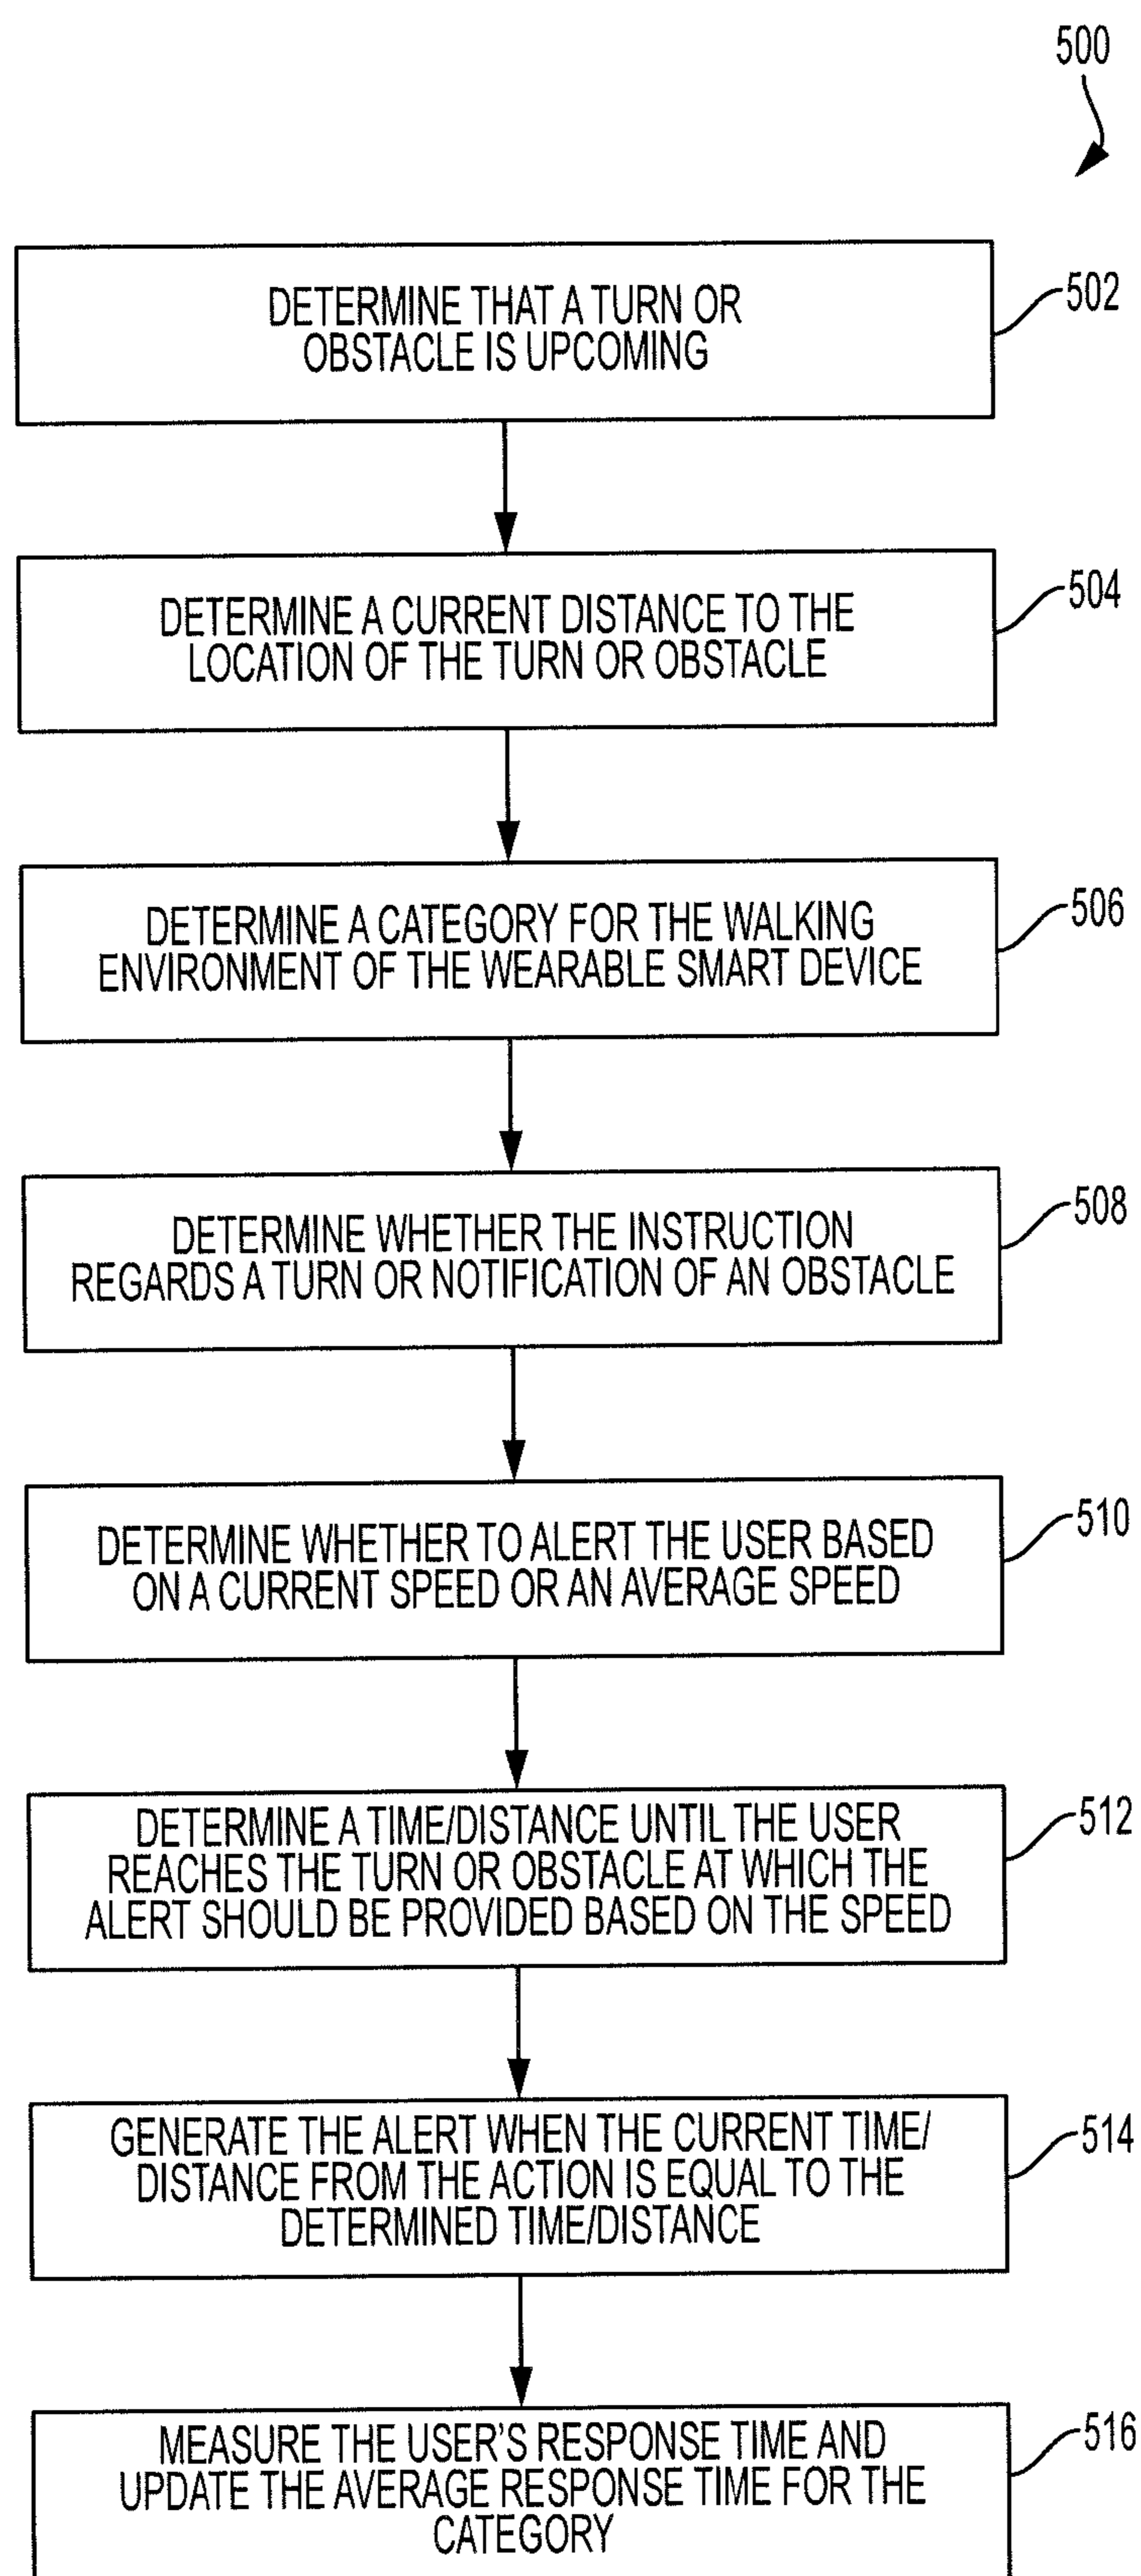 500
DETERMINE THAT A TURN OR
OBSTACLE IS UPCOMING
502
DETERMINE A CURRENT DISTANCE TO THE
LOCATION OF THE TURN OR OBSTACLE
504
DETERMINE A CATEGORY FOR THE WALKING
ENVIRONMENT OF THE WEARABLE SMART DEVICE
506
DETERMINE WHETHER THE INSTRUCTION
REGARDS A TURN OR NOTIFICATION OF AN OBSTACLE
508
DETERMINE WHETHER TO ALERT THE USER BASED
ON A CURRENT SPEED OR AN AVERAGE SPEED
510
DETERMINE A TIME/DISTANCE UNTIL THE USER
REACHES THE TURN OR OBSTACLE AT WHICH THE
ALERT SHOULD BE PROVIDED BASED ON THE SPEED
512
GENERATE THE ALERT WHEN THE CURRENT TIME/
DISTANCE FROM THE ACTION IS EQUAL TO THE
DETERMINED TIME/DISTANCE
514
MEASURE THE USER'S RESPONSE TIME AND
UPDATE THE AVERAGE RESPONSE TIME FOR THE
CATEGORY
516